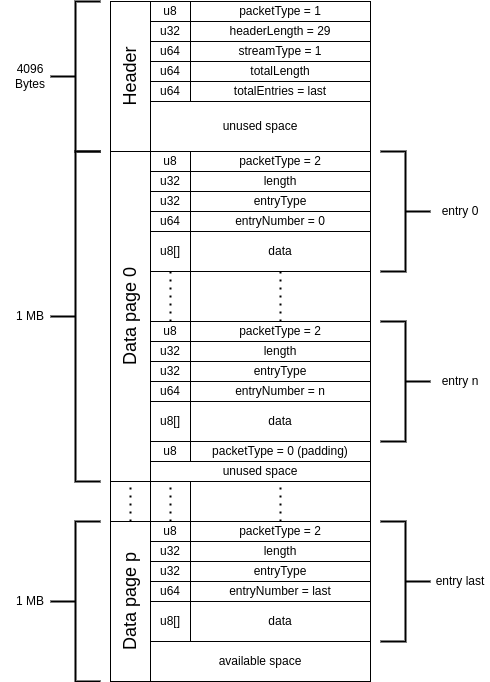 u8 packetType = 1
u32 headerLength = 29
u64 streamType = 1
u64 totalLength
u64 totalEntries = last
unused space
4096
Bytes
Header
u8 packetType = 2
u32 length
u32 entryType
u64 entryNumber = 0
u8[] data
entry 0
Data page 0
1 MB
u8 packetType = 2
u32 length
u32 entryType
u64 entryNumber = n
u8[] data
entry n
u8 packetType = 0 (padding)
unused space
u8 packetType = 2
u32 length
u32 entryType
u64 entryNumber = last
u8[] data
entry last
Data page p
1 MB
available space